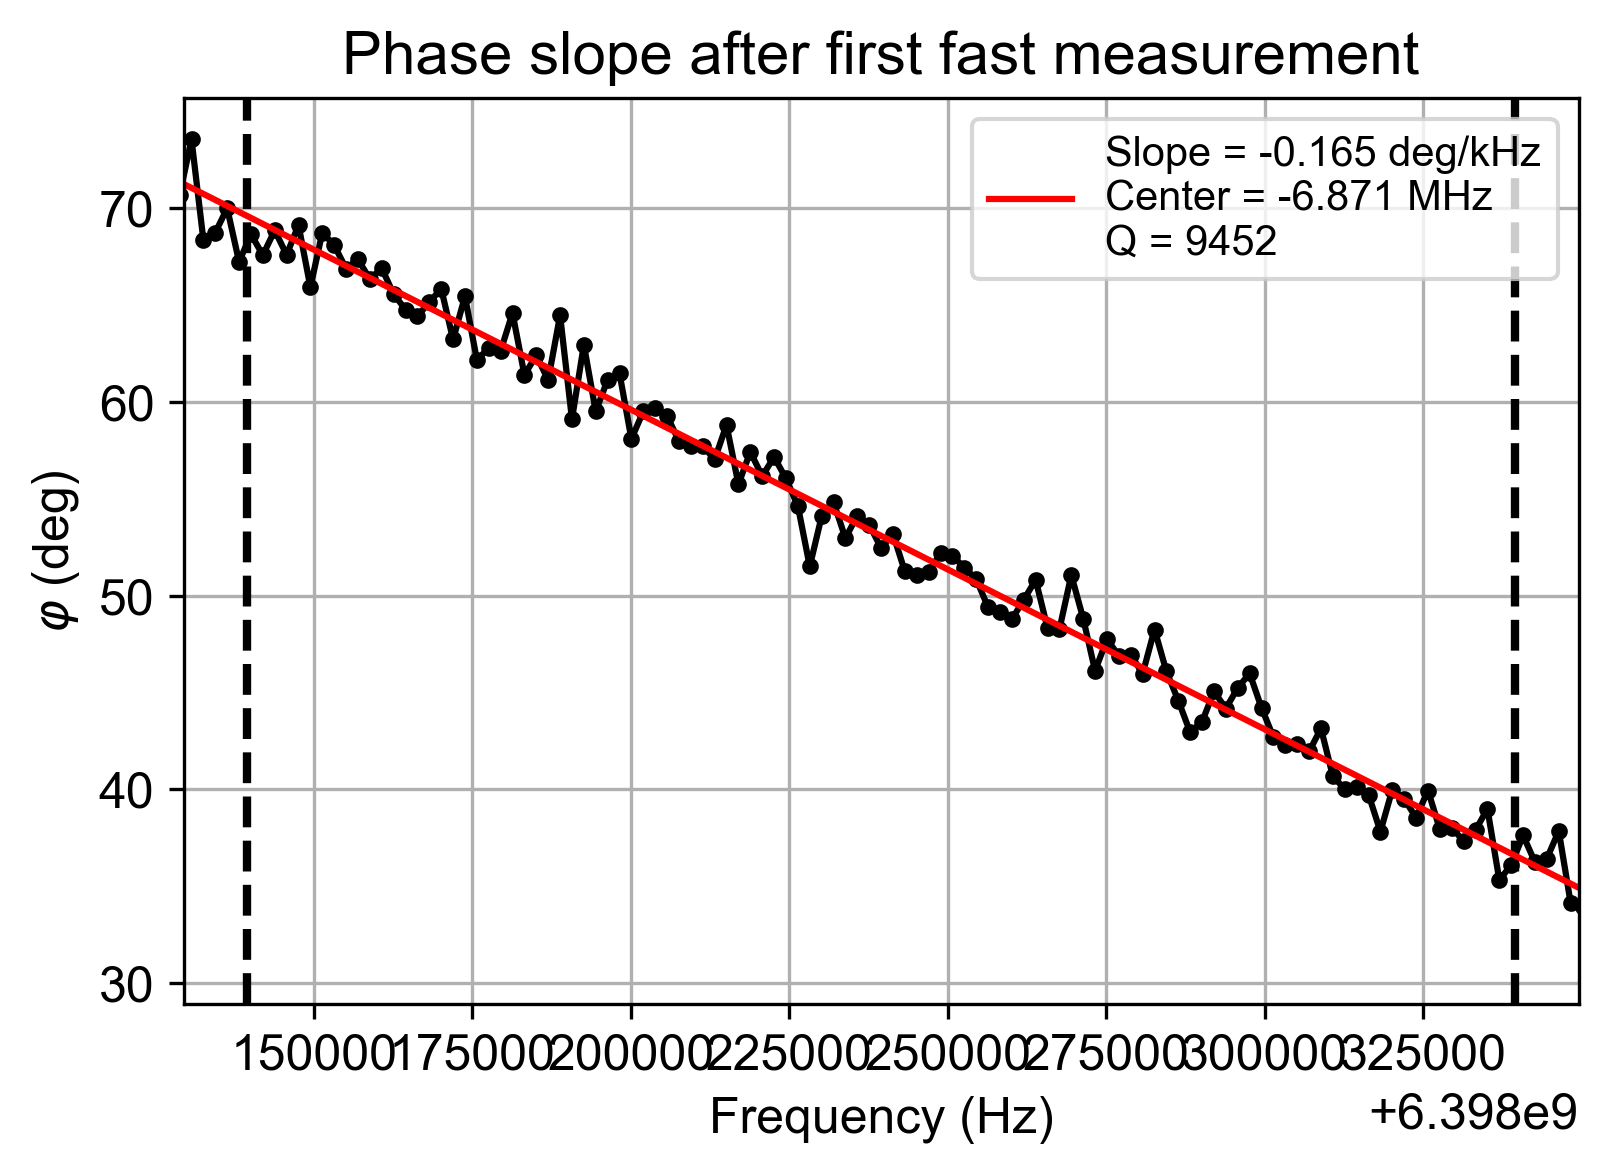 Phase slope after first fast measurement
Slope = -0.165 deg/kHz
Center = -6.871 MHz
Q = 9452
70
60
50
40
30
φ (deg)
150000 175000 200000 225000 250000 275000 300000 325000
Frequency (Hz)
+6.398e9